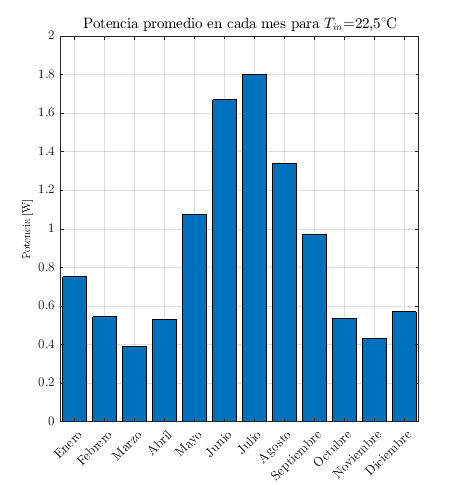 Potencia promedio en cada mes para T_in=22,5°C
Potencia [W]
2
1.8
1.6
1.4
1.2
1
0.8
0.6
0.4
0.2
0
Enero
Febrero
Marzo
Abril
Mayo
Junio
Julio
Agosto
Septiembre
Octubre
Noviembre
Diciembre